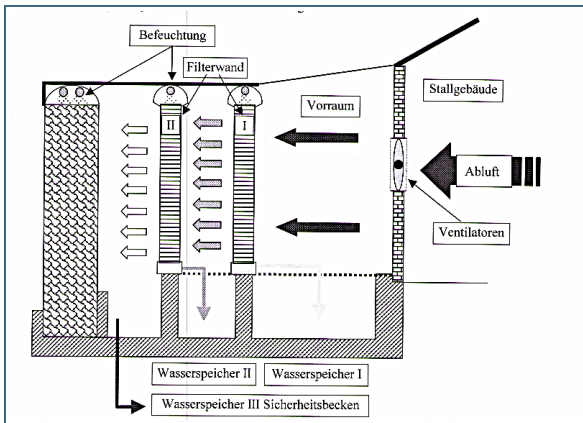 Befeuchtung
Filterwand
Vorraum
Stallgebäude
II
I
Abluft
Ventilatoren
Wasserspeicher II
Wasserspeicher I
Wasserspeicher III Sicherheitsbecken